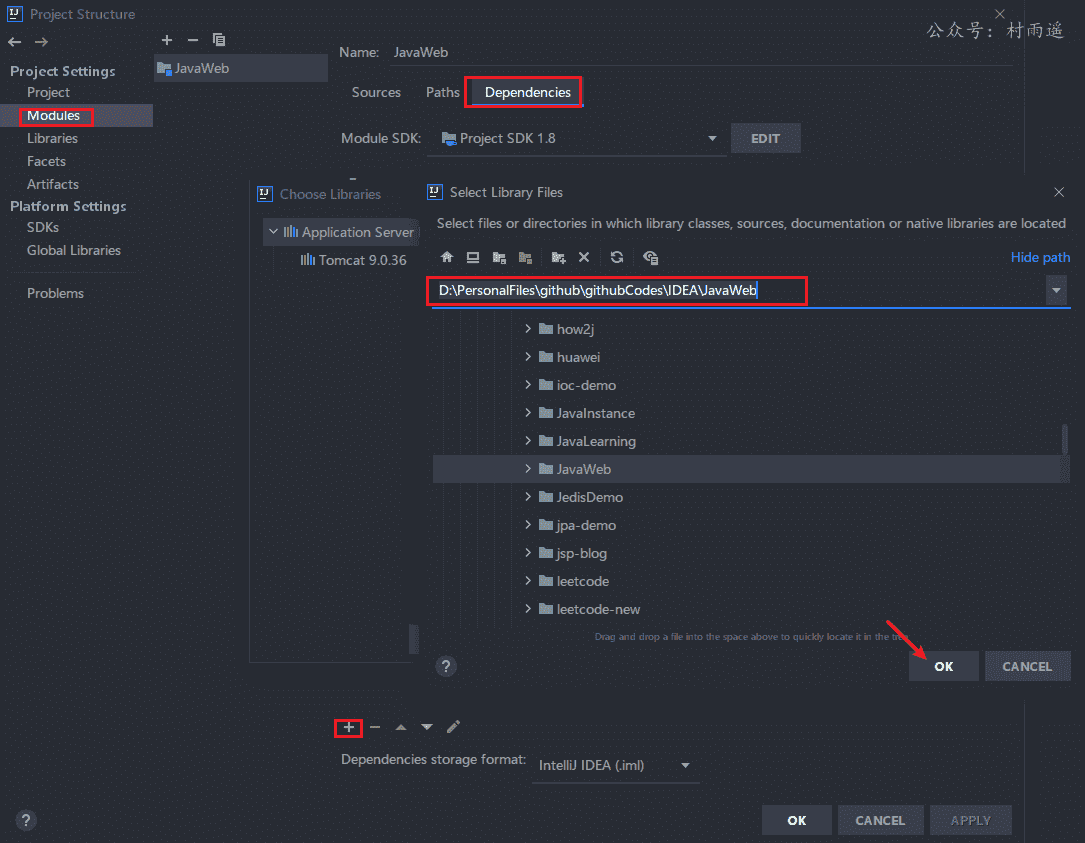 Project Structure
公众号：村雨遥
Project Settings
Project
Modules
Libraries
Facets
Artifacts
Platform Settings
SDKs
Global Libraries
Problems
JavaWeb
Name: JavaWeb
Sources Paths Dependencies
Module SDK: Project SDK 1.8 EDIT
Choose Libraries
Application Server
Tomcat 9.0.36
Select Library Files
Select files or directories in which library classes, sources, documentation or native libraries are located
Hide path
D:\PersonalFiles\github\githubCodes\IDEA\JavaWeb
how2j
huawei
ioc-demo
JavaInstance
JavaLearning
JavaWeb
JedisDemo
jpa-demo
jsp-blog
leetcode
leetcode-new
Drag and drop a file into the space above to quickly locate it in the tree
? OK CANCEL
Dependencies storage format: IntelliJ IDEA (.iml)
? OK CANCEL APPLY